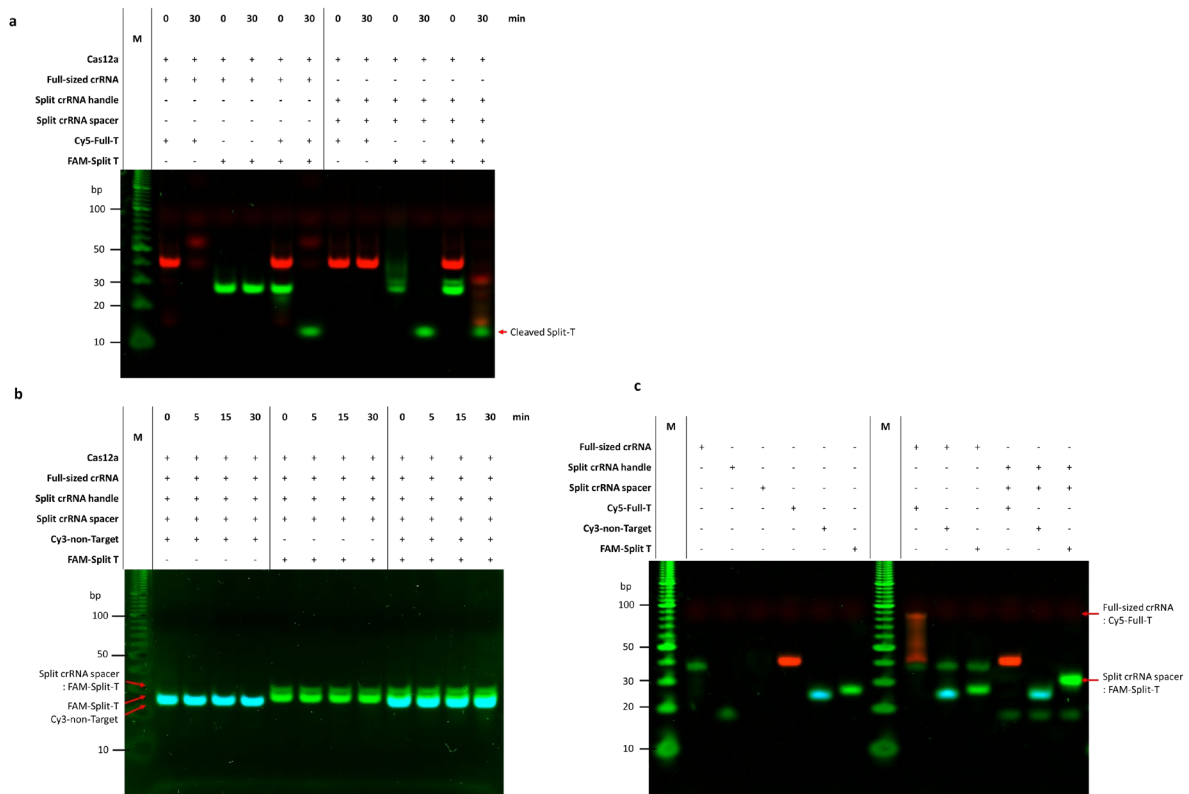 a
0 30 0 30 0 30 0 30 0 30 0 30 min
M
Cas12a + + + + + + + + + + + +
Full-sized crRNA + + + + + + - - - - - -
Split crRNA handle - - - - - - + + + + + +
Split crRNA spacer - - - - - - + + + + + +
Cy5-Full-T + + - - + + + + - - + +
FAM-Split T - - + + + + - - + + + +
bp
100
50
30
20
10
Cleaved Split-T
b
0 5 15 30 0 5 15 30 0 5 15 30 min
M
Cas12a + + + + + + + + + + + +
Full-sized crRNA + + + + + + + + + + + +
Split crRNA handle + + + + + + + + + + + +
Split crRNA spacer + + + + + + + + + + + +
Cy3-non-Target + + + + - - - - + + + +
FAM-Split T - - - - + + + + + + + +
bp
100
50
Split crRNA spacer
: FAM-Split-T
FAM-Split-T
Cy3-non-Target
10
c
M M
Full-sized crRNA + - - - - - + + + - - -
Split crRNA handle - + - - - - - - - + + +
Split crRNA spacer - - + - - - - - - + + +
Cy5-Full-T - - - + - - + - - + - -
Cy3-non-Target - - - - + - - + - - + -
FAM-Split T - - - - - + - - + - - +
bp
100
50
30
20
10
Full-sized crRNA
: Cy5-Full-T
Split crRNA spacer
: FAM-Split-T